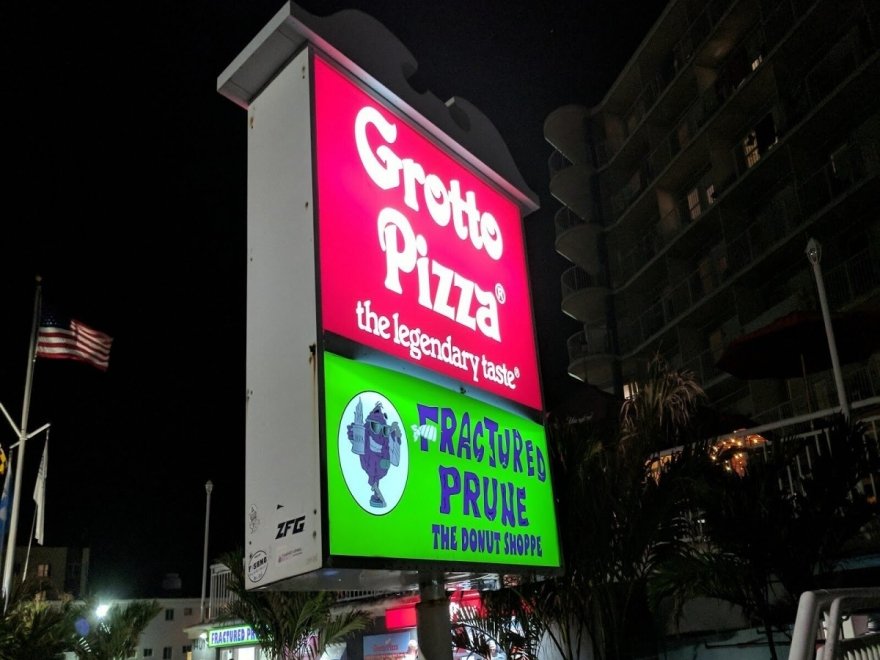 Grotto
Pizza®
the legendary taste®
FRACTURED
PRUNE
THE DONUT SHOPPE
ZFG
FRACTURED